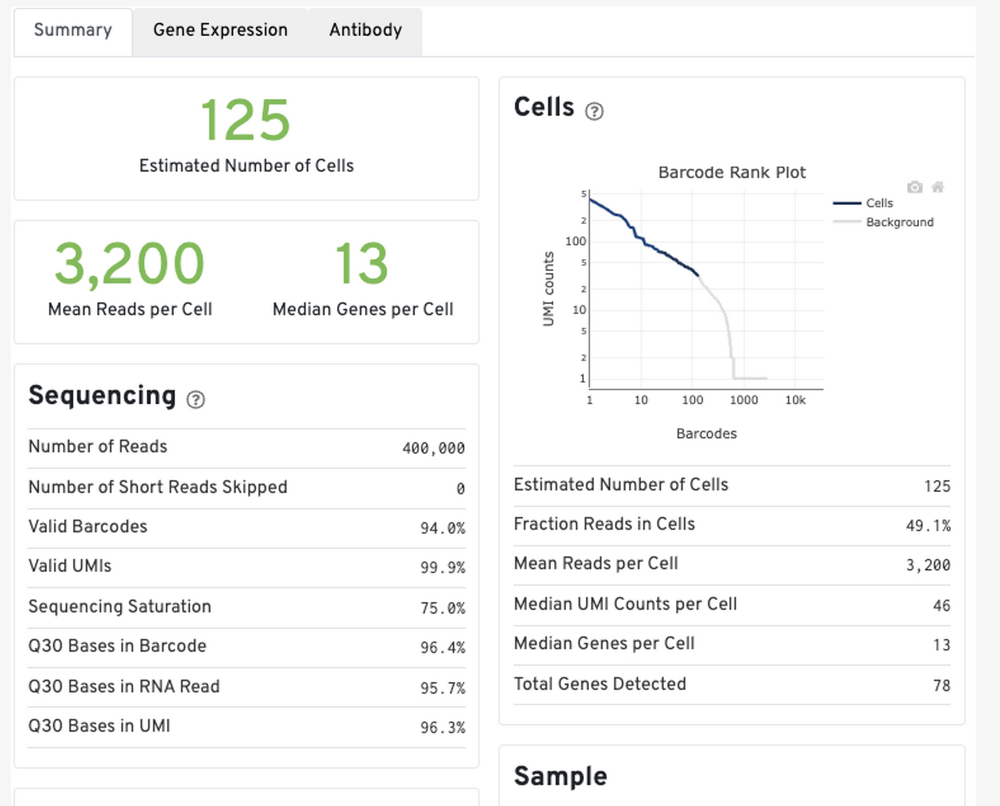 Summary
Gene Expression
Antibody
125
Estimated Number of Cells
3,200
Mean Reads per Cell
13
Median Genes per Cell
Sequencing ?
Number of Reads 400,000
Number of Short Reads Skipped 0
Valid Barcodes 94.0%
Valid UMIs 99.9%
Sequencing Saturation 75.0%
Q30 Bases in Barcode 96.4%
Q30 Bases in RNA Read 95.7%
Q30 Bases in UMI 96.3%
Cells ?
Barcode Rank Plot
Cells
Background
UMI counts
5
2
100
5
2
10
5
2
1
1 10 100 1000 10k
Barcodes
Estimated Number of Cells 125
Fraction Reads in Cells 49.1%
Mean Reads per Cell 3,200
Median UMI Counts per Cell 46
Median Genes per Cell 13
Total Genes Detected 78
Sample